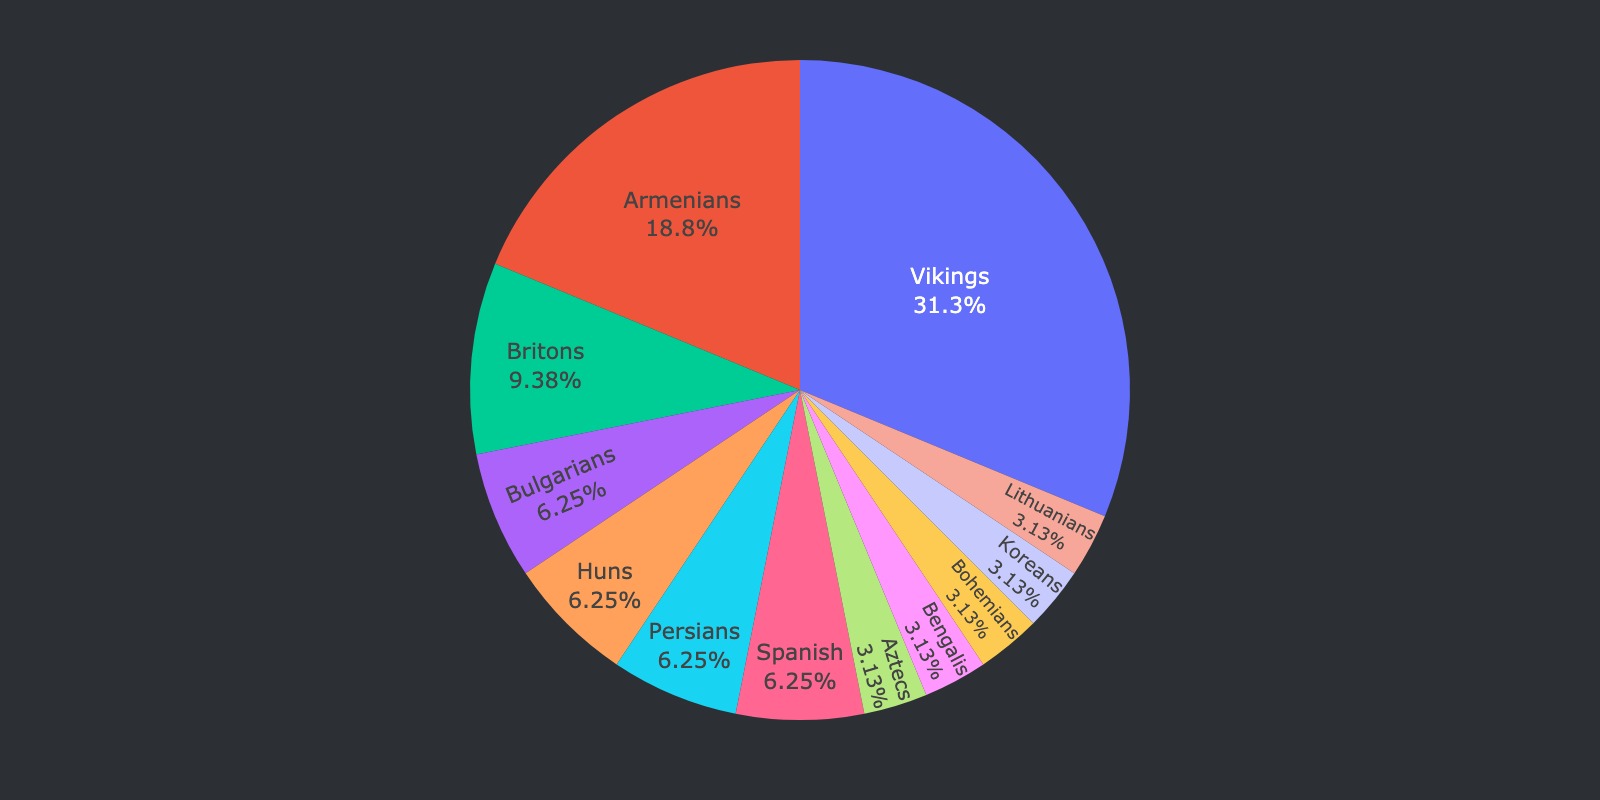 Armenians
18.8%
Vikings
31.3%
Britons
9.38%
Bulgarians
6.25%
Huns
6.25%
Persians
6.25%
Spanish
6.25%
Aztecs
3.13%
Bengalis
3.13%
Bohemians
3.13%
Koreans
3.13%
Lithuanians
3.13%